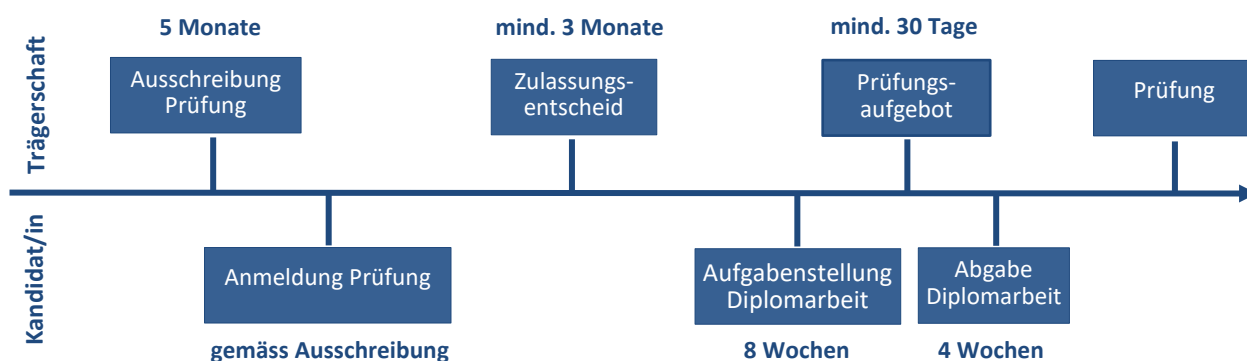 Trägerschaft
5 Monate
mind. 3 Monate
mind. 30 Tage
Ausschreibung
Prüfung
Zulassungs-
entscheid
Prüfungs-
aufgebot
Prüfung
Kandidat/in
Anmeldung Prüfung
Aufgabenstellung
Diplomarbeit
Abgabe
Diplomarbeit
gemäss Ausschreibung
8 Wochen
4 Wochen